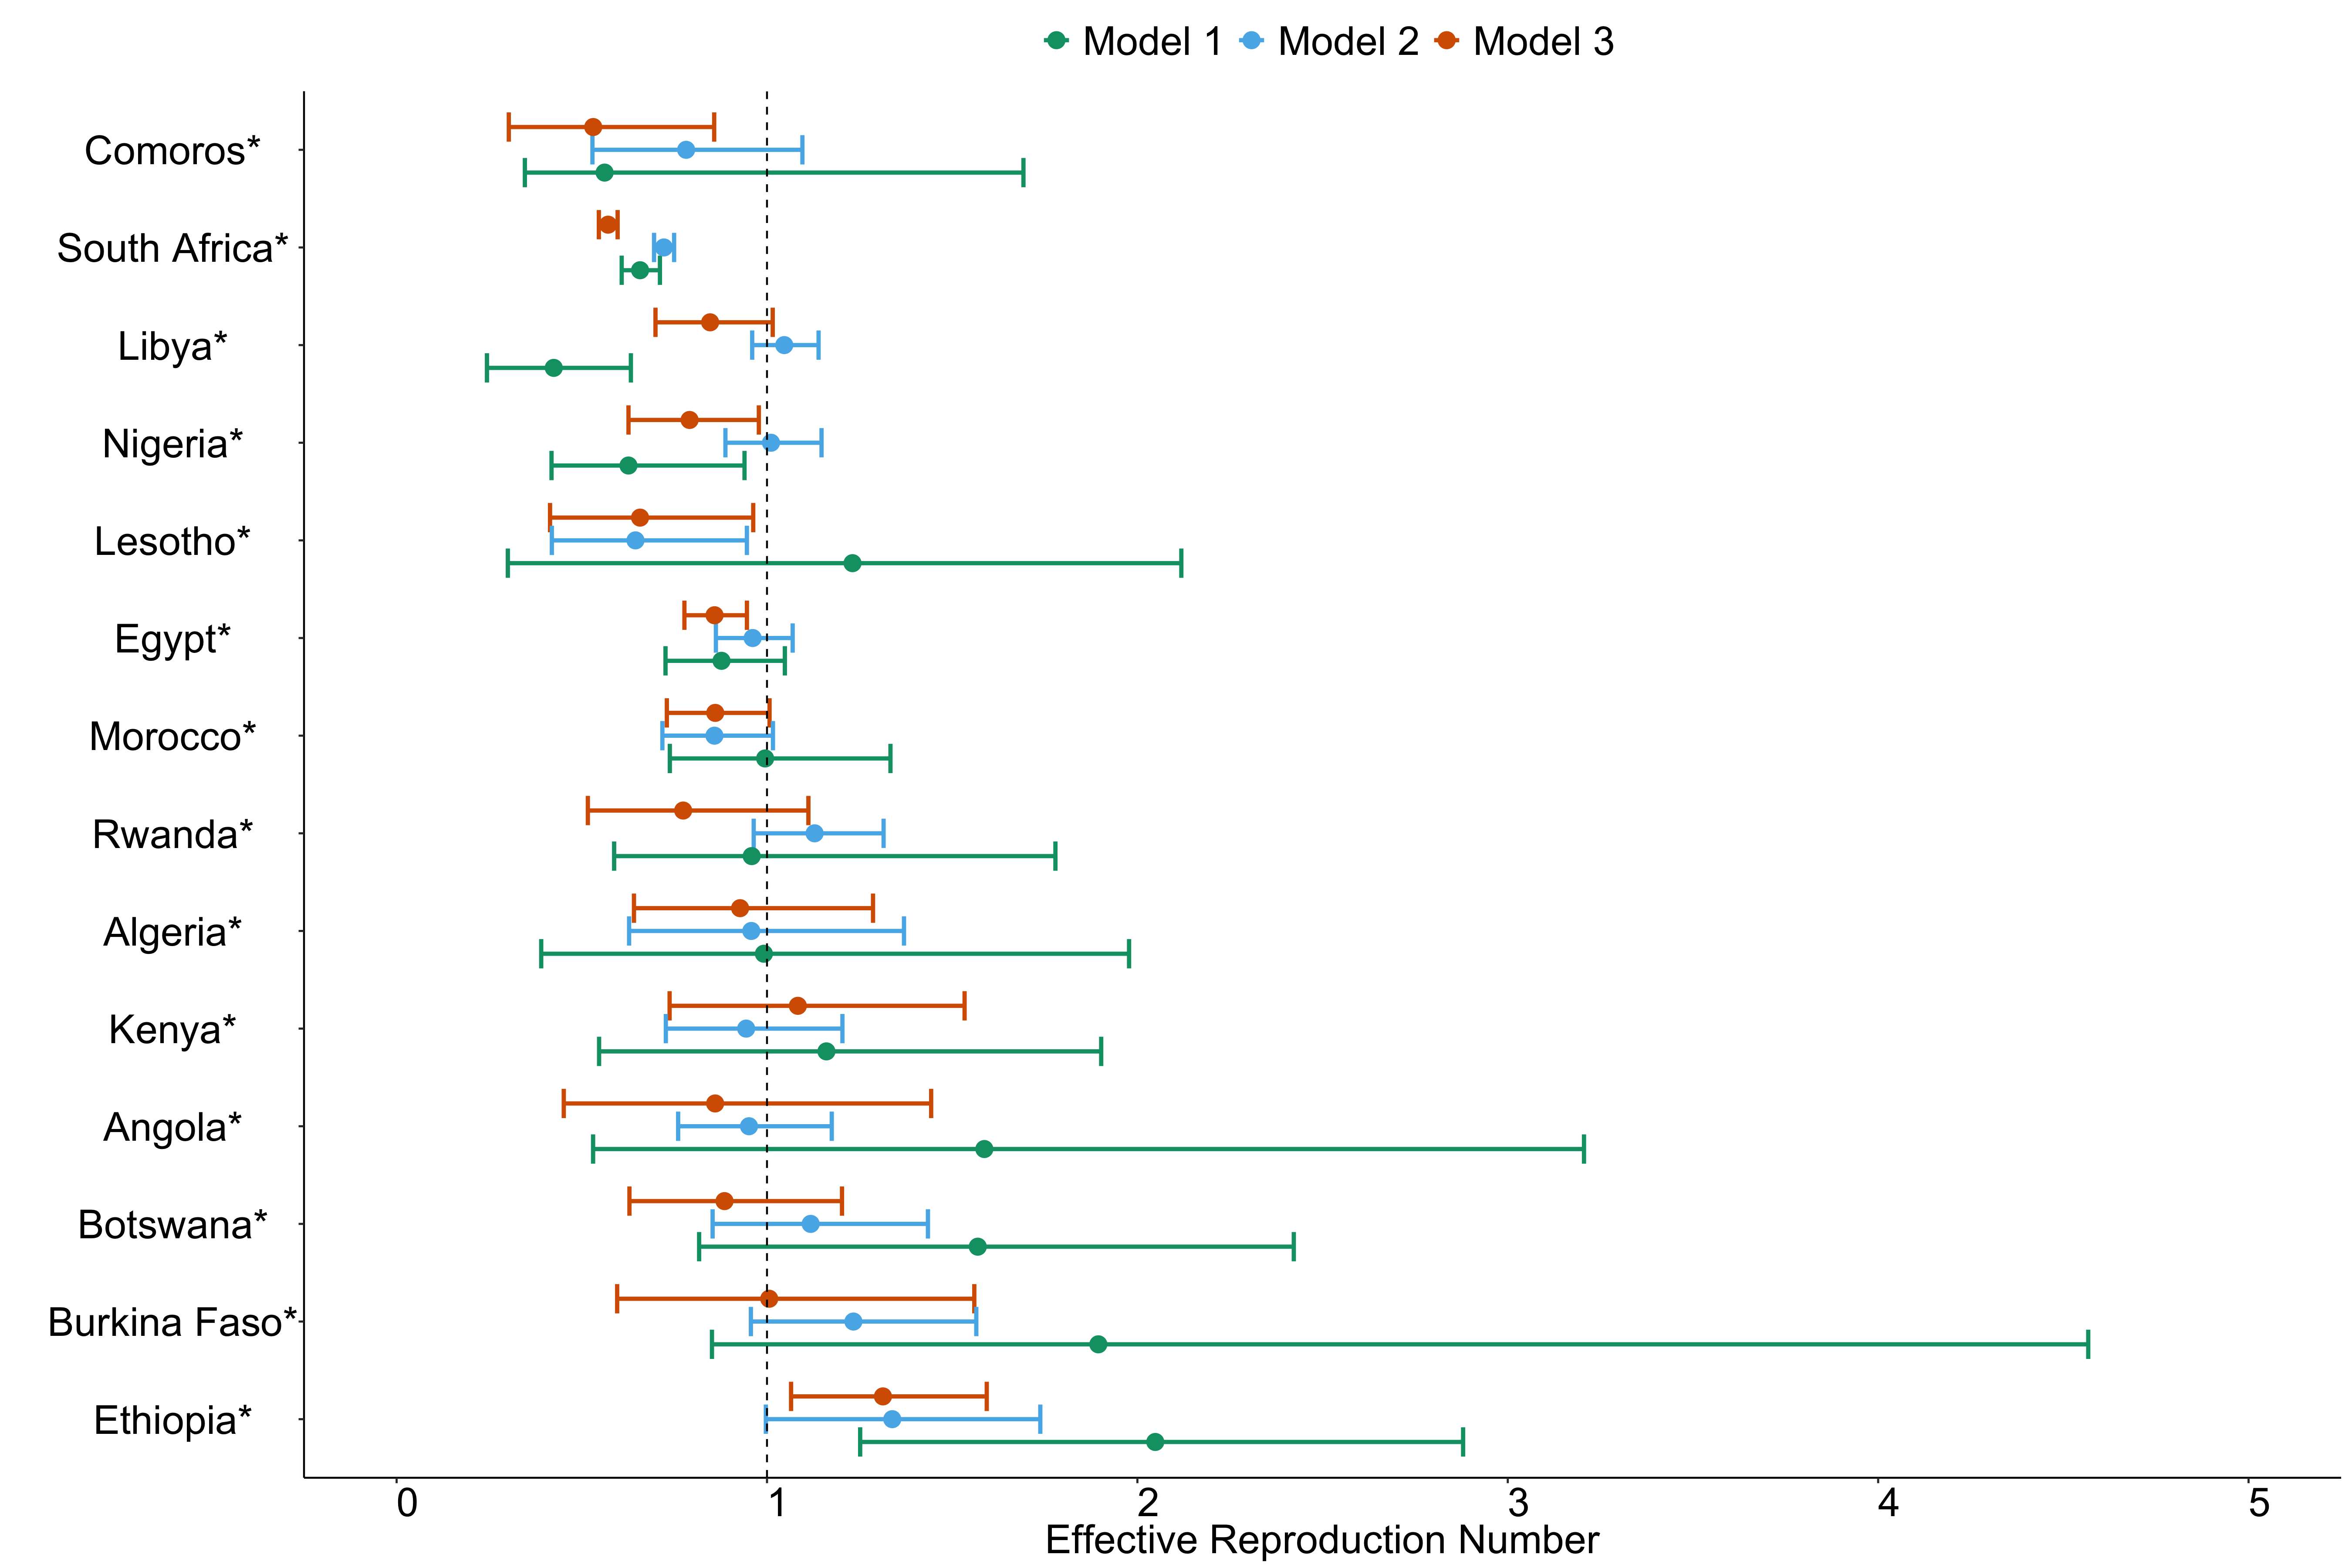 Model 1 Model 2 Model 3
Comoros*
South Africa*
Libya*
Nigeria*
Lesotho*
Egypt*
Morocco*
Rwanda*
Algeria*
Kenya*
Angola*
Botswana*
Burkina Faso*
Ethiopia*
0 1 2 3 4 5
Effective Reproduction Number